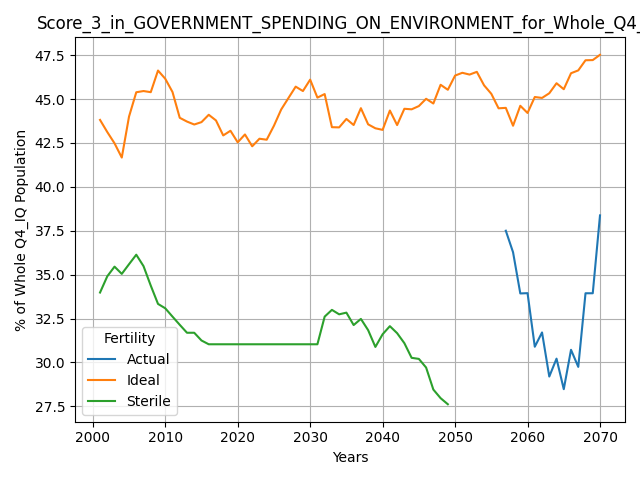 Score_3_in_GOVERNMENT_SPENDING_ON_ENVIRONMENT_for_Whole_Q4_
47.5
45.0
42.5
40.0
37.5
35.0
32.5
30.0
27.5
% of Whole Q4_IQ Population
Fertility
Actual
Ideal
Sterile
2000 2010 2020 2030 2040 2050 2060 2070
Years